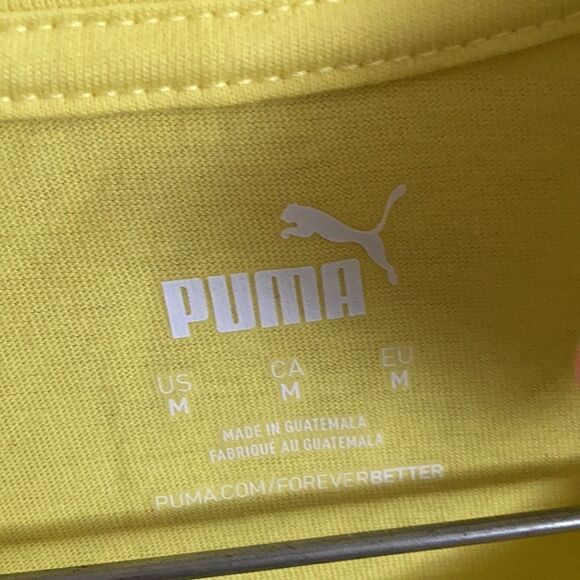 PUMA
US CA EU
M M M
MADE IN GUATEMALA
FABRIQUÉ AU GUATEMALA
PUMA.COM/FOREVERBETTER